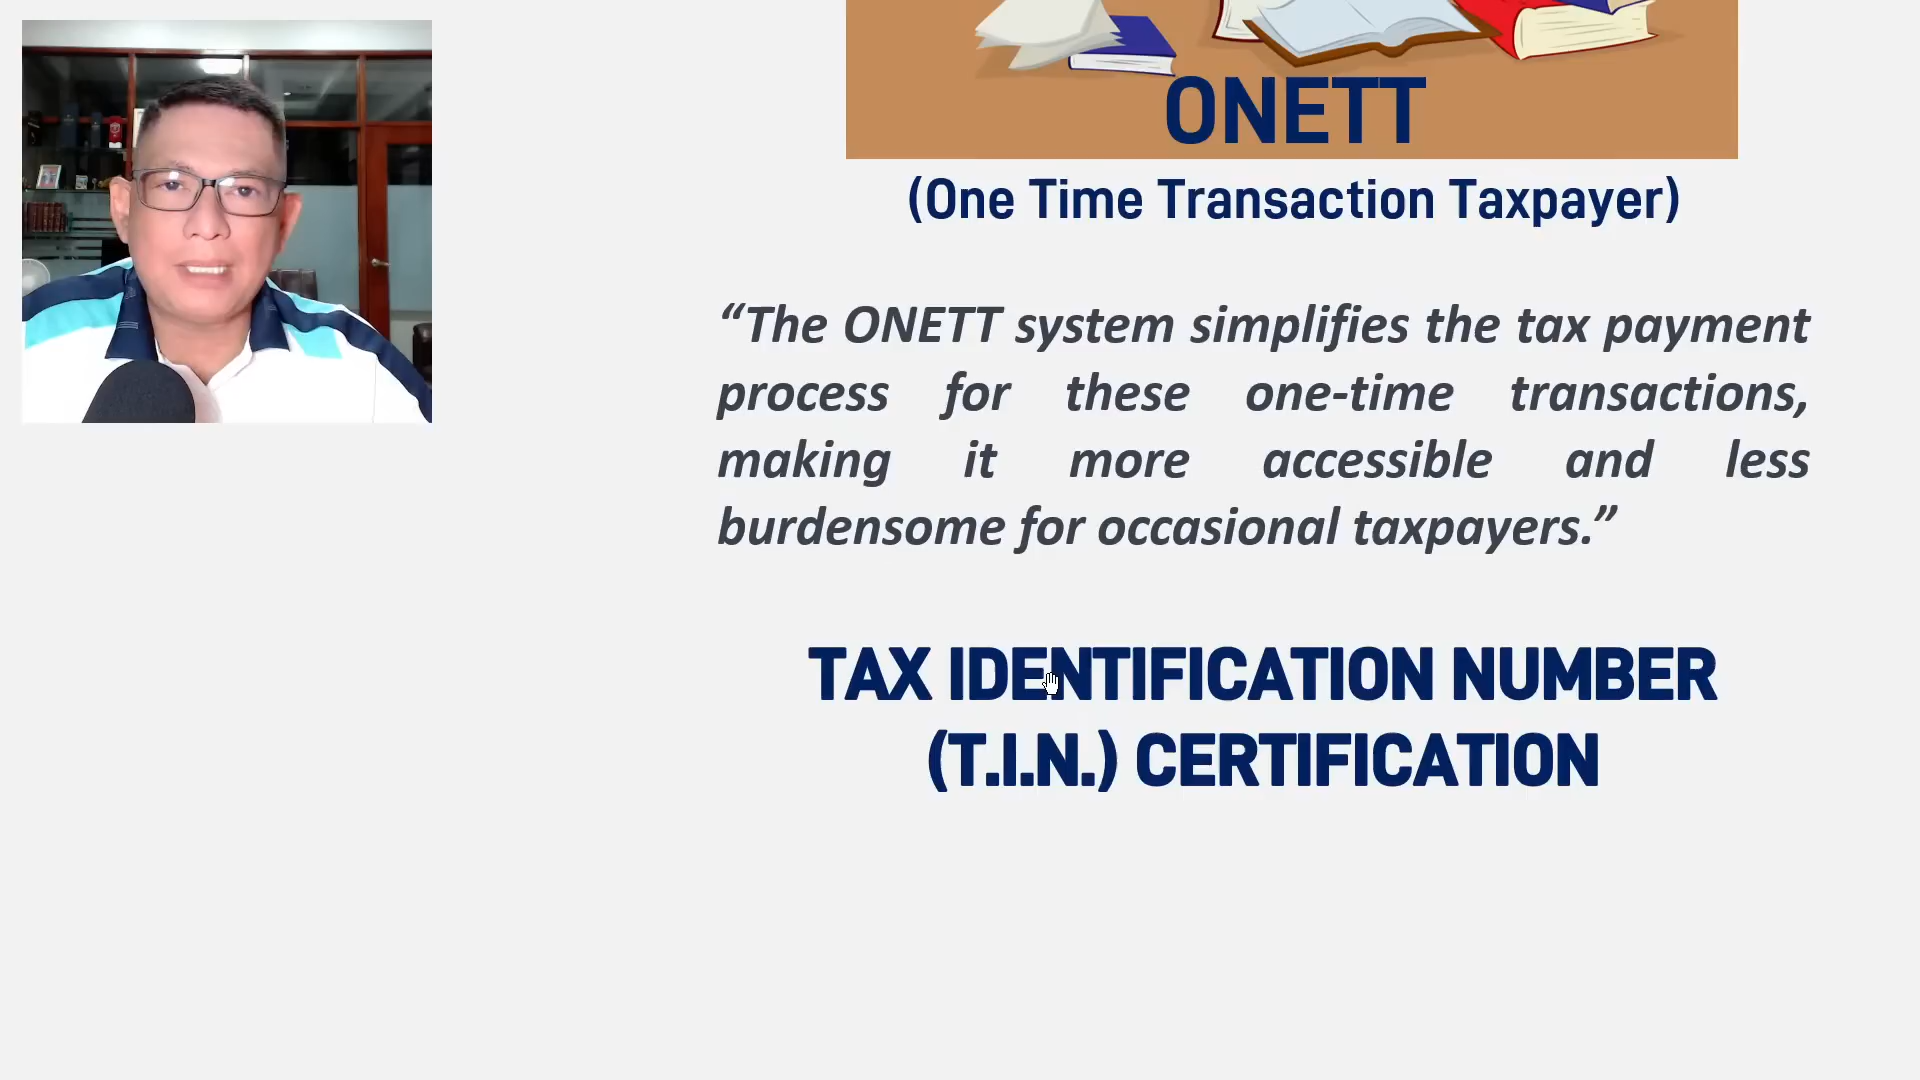 ONETT
(One Time Transaction Taxpayer)
“The ONETT system simplifies the tax payment
process for these one-time transactions,
making it more accessible and less
burdensome for occasional taxpayers.”
TAX IDENTIFICATION NUMBER
(T.I.N.) CERTIFICATION